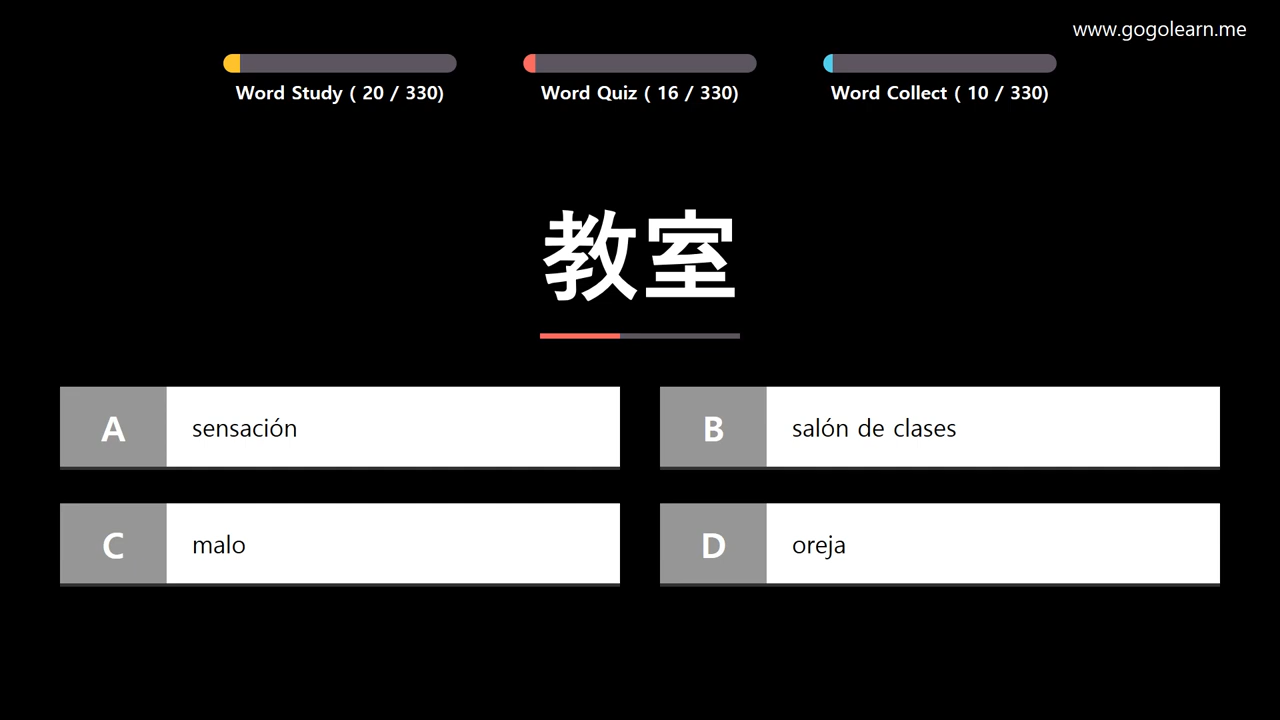 www.gogolearn.me
Word Study ( 20 / 330)
Word Quiz ( 16 / 330)
Word Collect ( 10 / 330)
教室
A sensación
B salón de clases
C malo
D oreja